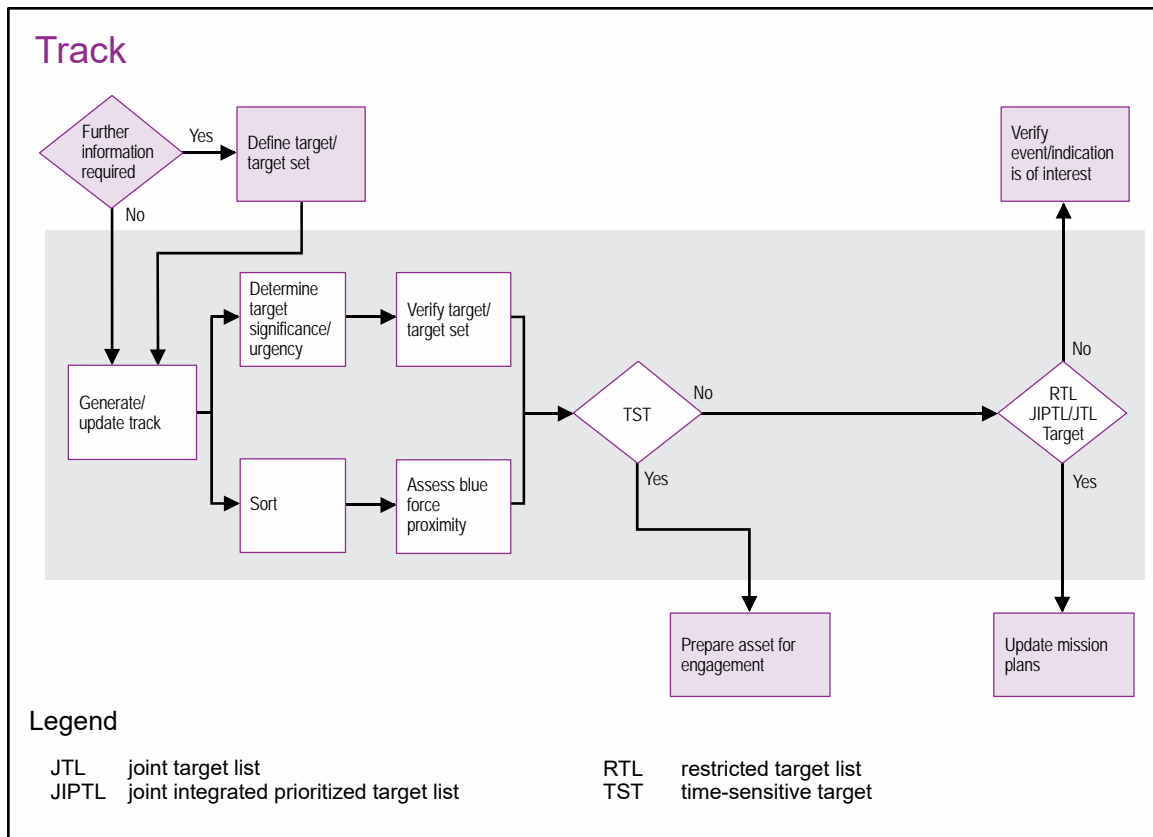 Track
Further
information
required
Yes
No
Define target/
target set
Verify
event/indication
is of interest
Generate/
update track
Determine
target
significance/
urgency
Verify target/
target set
Sort
Assess blue
force
proximity
TST
No
Yes
RTL
JIPTL/JTL
Target
No
Yes
Prepare asset for
engagement
Update mission
plans
Legend
JTL joint target list
JIPTL joint integrated prioritized target list
RTL restricted target list
TST time-sensitive target